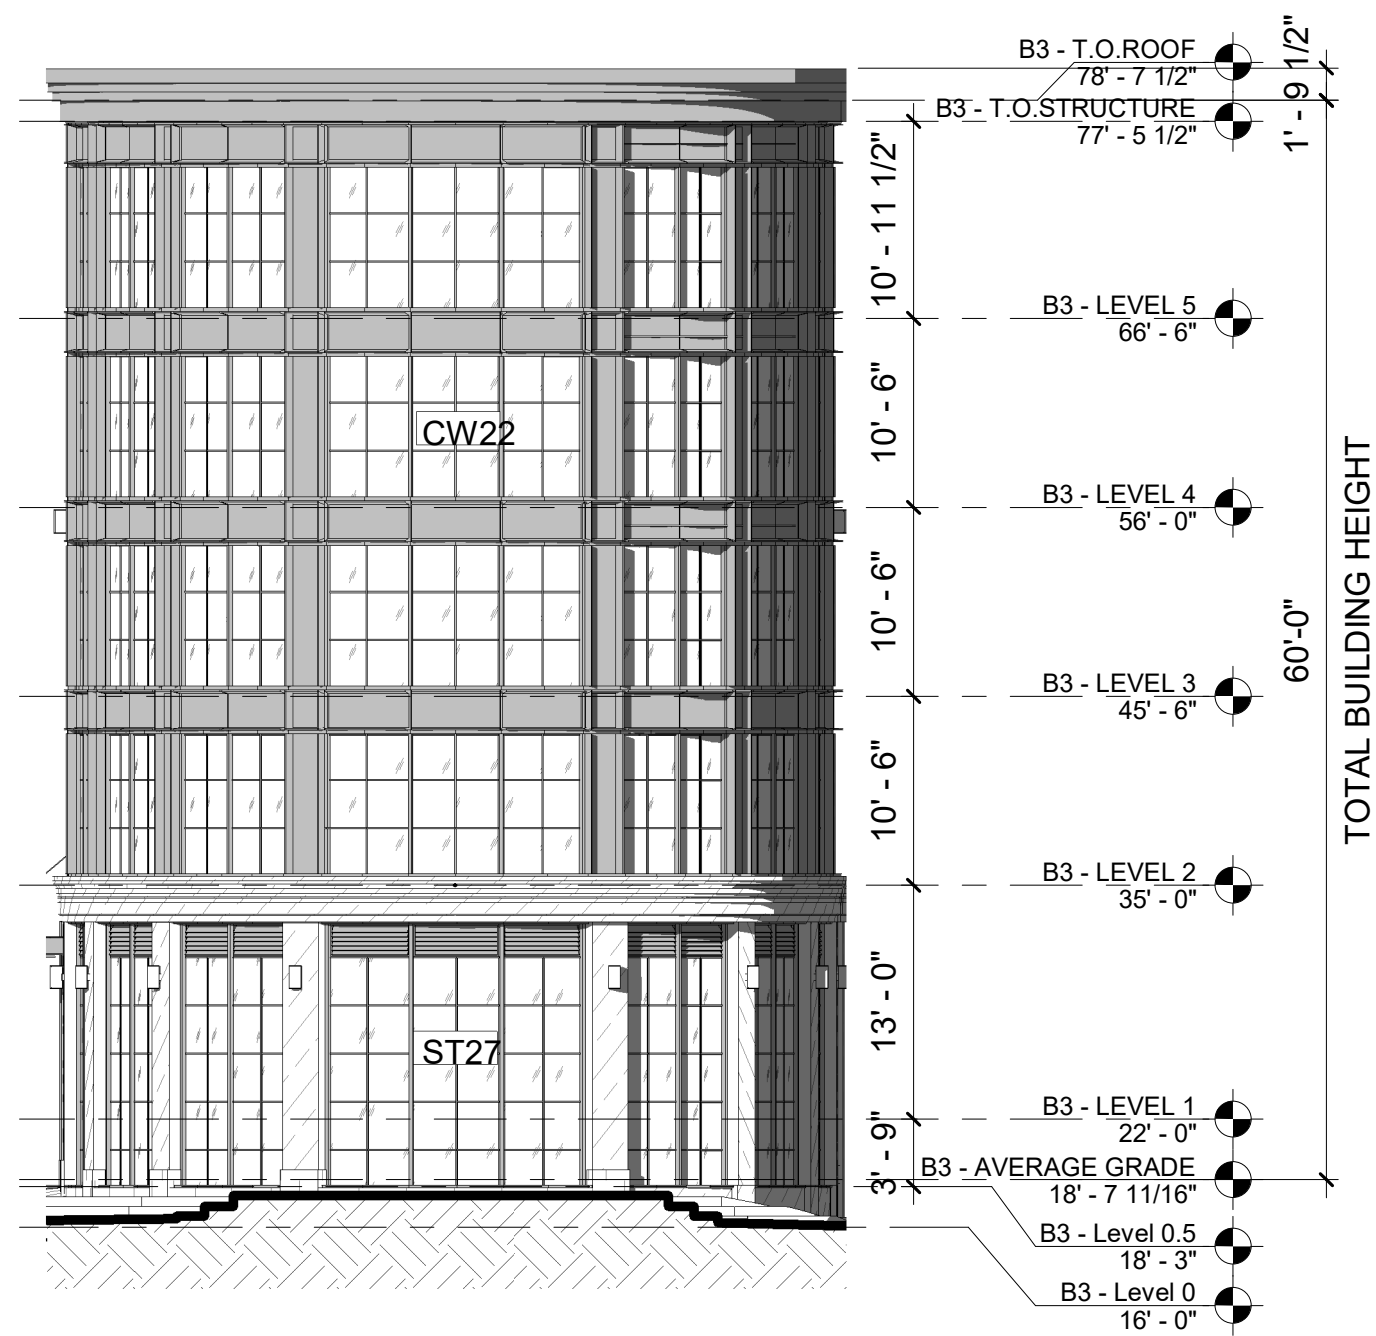 B3 - T.O.ROOF
78' - 7 1/2"
1' - 9 1/2"
B3 - T.O.STRUCTURE
77' - 5 1/2"
10' - 11 1/2"
B3 - LEVEL 5
66' - 6"
10' - 6"
CW22
B3 - LEVEL 4
56' - 0"
10' - 6"
60'-0"
TOTAL BUILDING HEIGHT
B3 - LEVEL 3
45' - 6"
10' - 6"
B3 - LEVEL 2
35' - 0"
13' - 0"
ST27
B3 - LEVEL 1
22' - 0"
3' - 9"
B3 - AVERAGE GRADE
18' - 7 11/16"
B3 - Level 0.5
18' - 3"
B3 - Level 0
16' - 0"